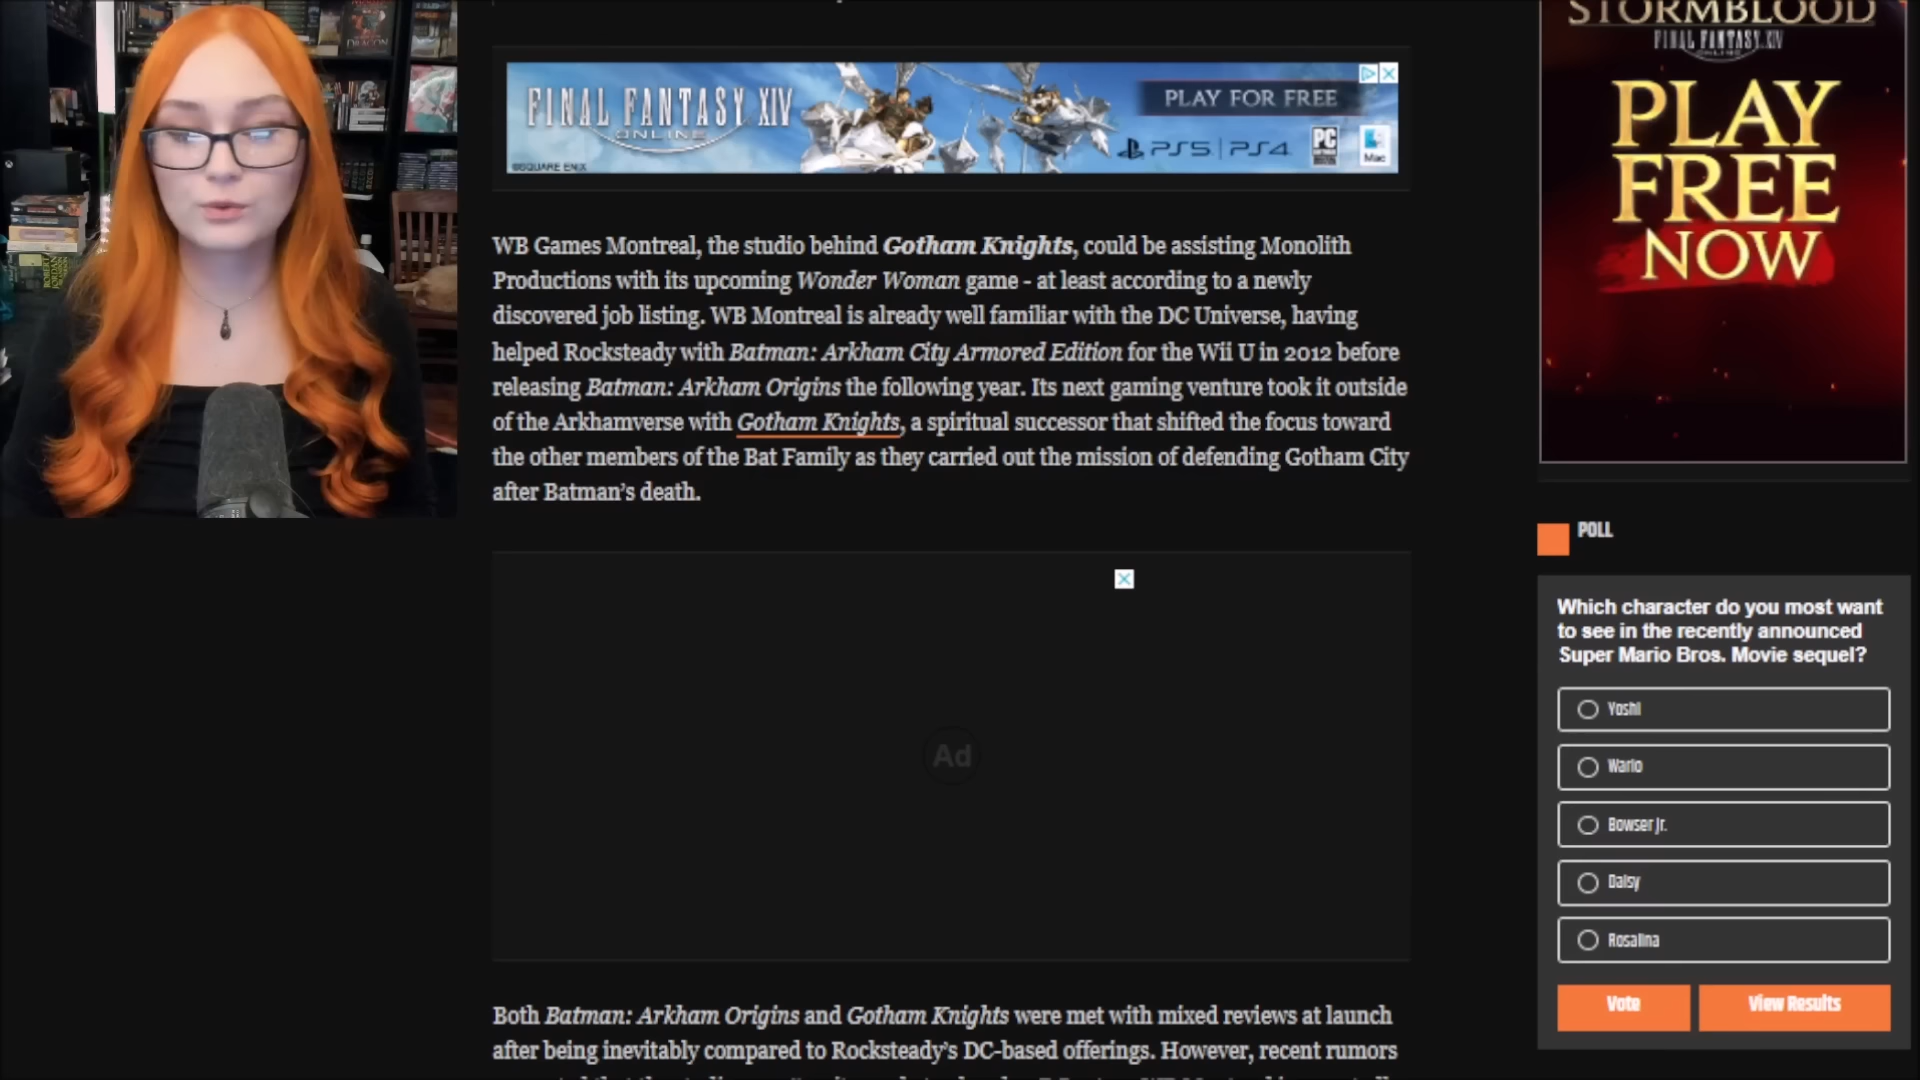 STORMBLOOD
FINAL FANTASY XIV
ONLINE
PLAY
FREE
NOW
FINAL FANTASY XIV
ONLINE
©SQUARE ENIX
PLAY FOR FREE
PS5 | PS4
PC
Mac
WB Games Montreal, the studio behind Gotham Knights, could be assisting Monolith
Productions with its upcoming Wonder Woman game - at least according to a newly
discovered job listing. WB Montreal is already well familiar with the DC Universe, having
helped Rocksteady with Batman: Arkham City Armored Edition for the Wii U in 2012 before
releasing Batman: Arkham Origins the following year. Its next gaming venture took it outside
of the Arkhamverse with Gotham Knights, a spiritual successor that shifted the focus toward
the other members of the Bat Family as they carried out the mission of defending Gotham City
after Batman's death.
Ad
Both Batman: Arkham Origins and Gotham Knights were met with mixed reviews at launch
after being inevitably compared to Rocksteady's DC-based offerings. However, recent rumors
POLL
Which character do you most want
to see in the recently announced
Super Mario Bros. Movie sequel?
Yoshi
Wario
Bowser Jr.
Daisy
Rosalina
Vote
View Results
DRAGON
ROBERT
JORDAN